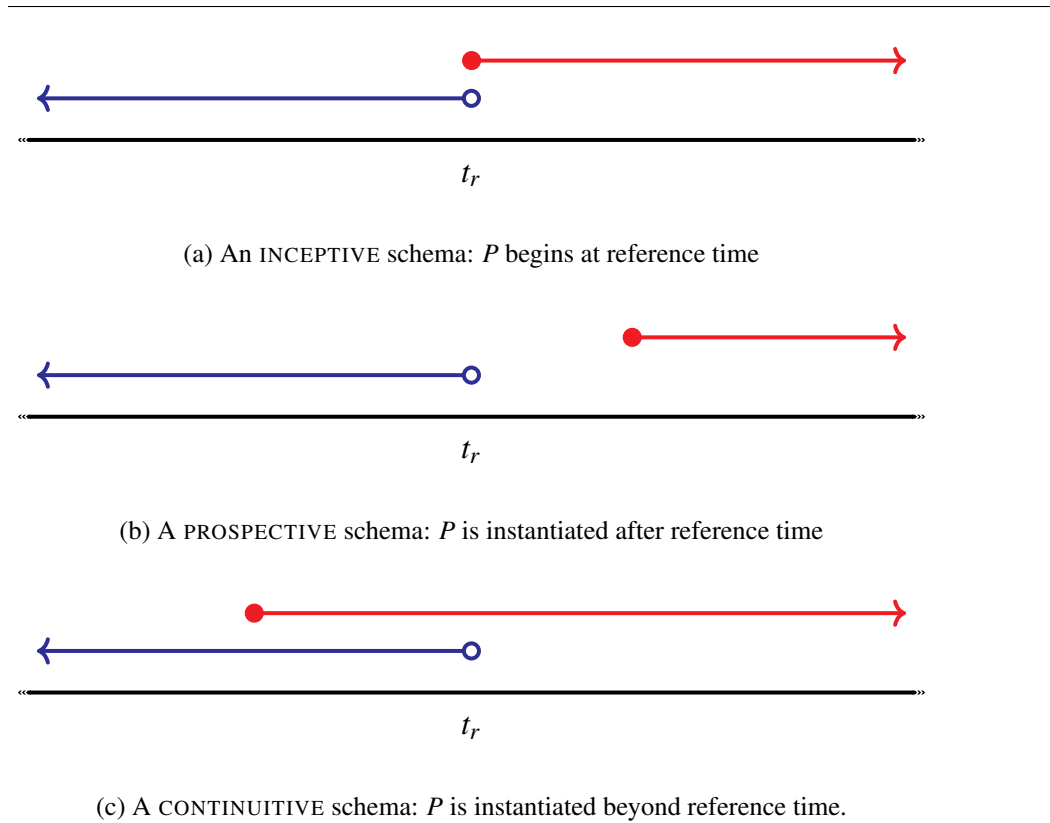 t_r
(a) An INCEPTIVE schema: P begins at reference time
t_r
(b) A PROSPECTIVE schema: P is instantiated after reference time
t_r
(c) A CONTINUITIVE schema: P is instantiated beyond reference time.